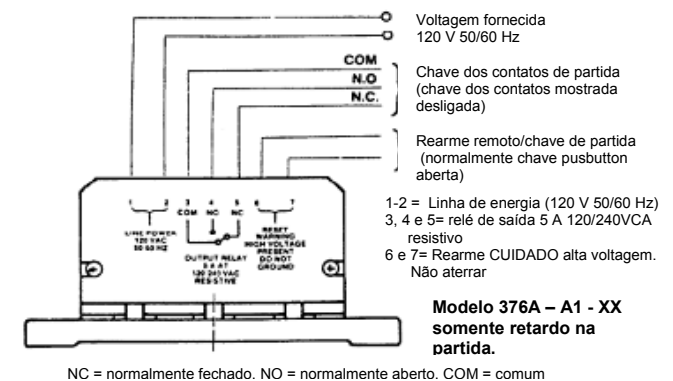 Voltagem fornecida
120 V 50/60 Hz
COM
N.O
N.C.
Chave dos contatos de partida
(chave dos contatos mostrada
desligada)
Rearme remoto/chave de partida
(normalmente chave pusbutton
aberta)
1 2 3 4 5 6 7
COM NO NC
LINE POWER
120 VAC
50 60 HZ
RESET
WARNING
HIGH VOLTAGE
PRESENT
DO NOT
GROUND
OUTPUT RELAY
5 A AT
120 240 VAC
RESISTIVE
1-2 = Linha de energia (120 V 50/60 Hz)
3, 4 e 5= relé de saída 5 A 120/240VCA
resistivo
6 e 7= Rearme CUIDADO alta voltagem.
Não aterrar
Modelo 376A – A1 - XX
somente retardo na
partida.
NC = normalmente fechado, NO = normalmente aberto, COM = comum